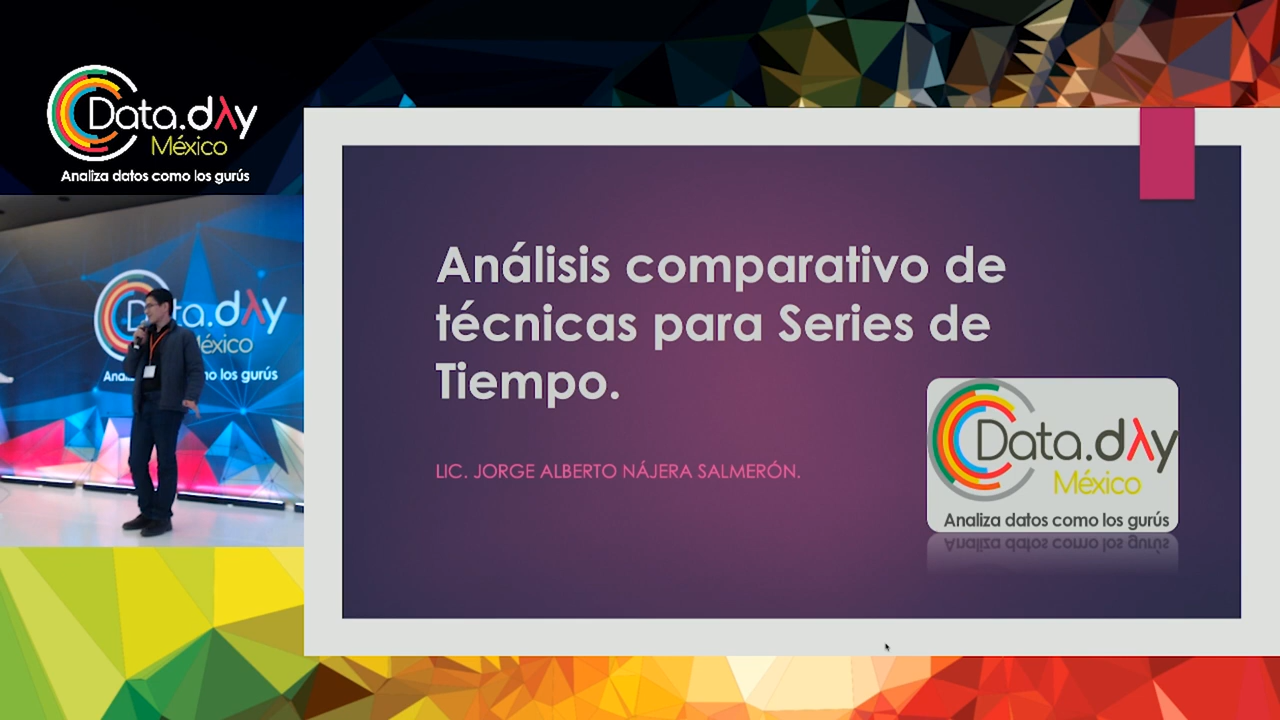 Data.dλy
México
Analiza datos como los gurús
Data.dλy
México
Análisis comparativo de
técnicas para Series de
Tiempo.
LIC. JORGE ALBERTO NÁJERA SALMERÓN.
Data.dλy
México
Analiza datos como los gurús